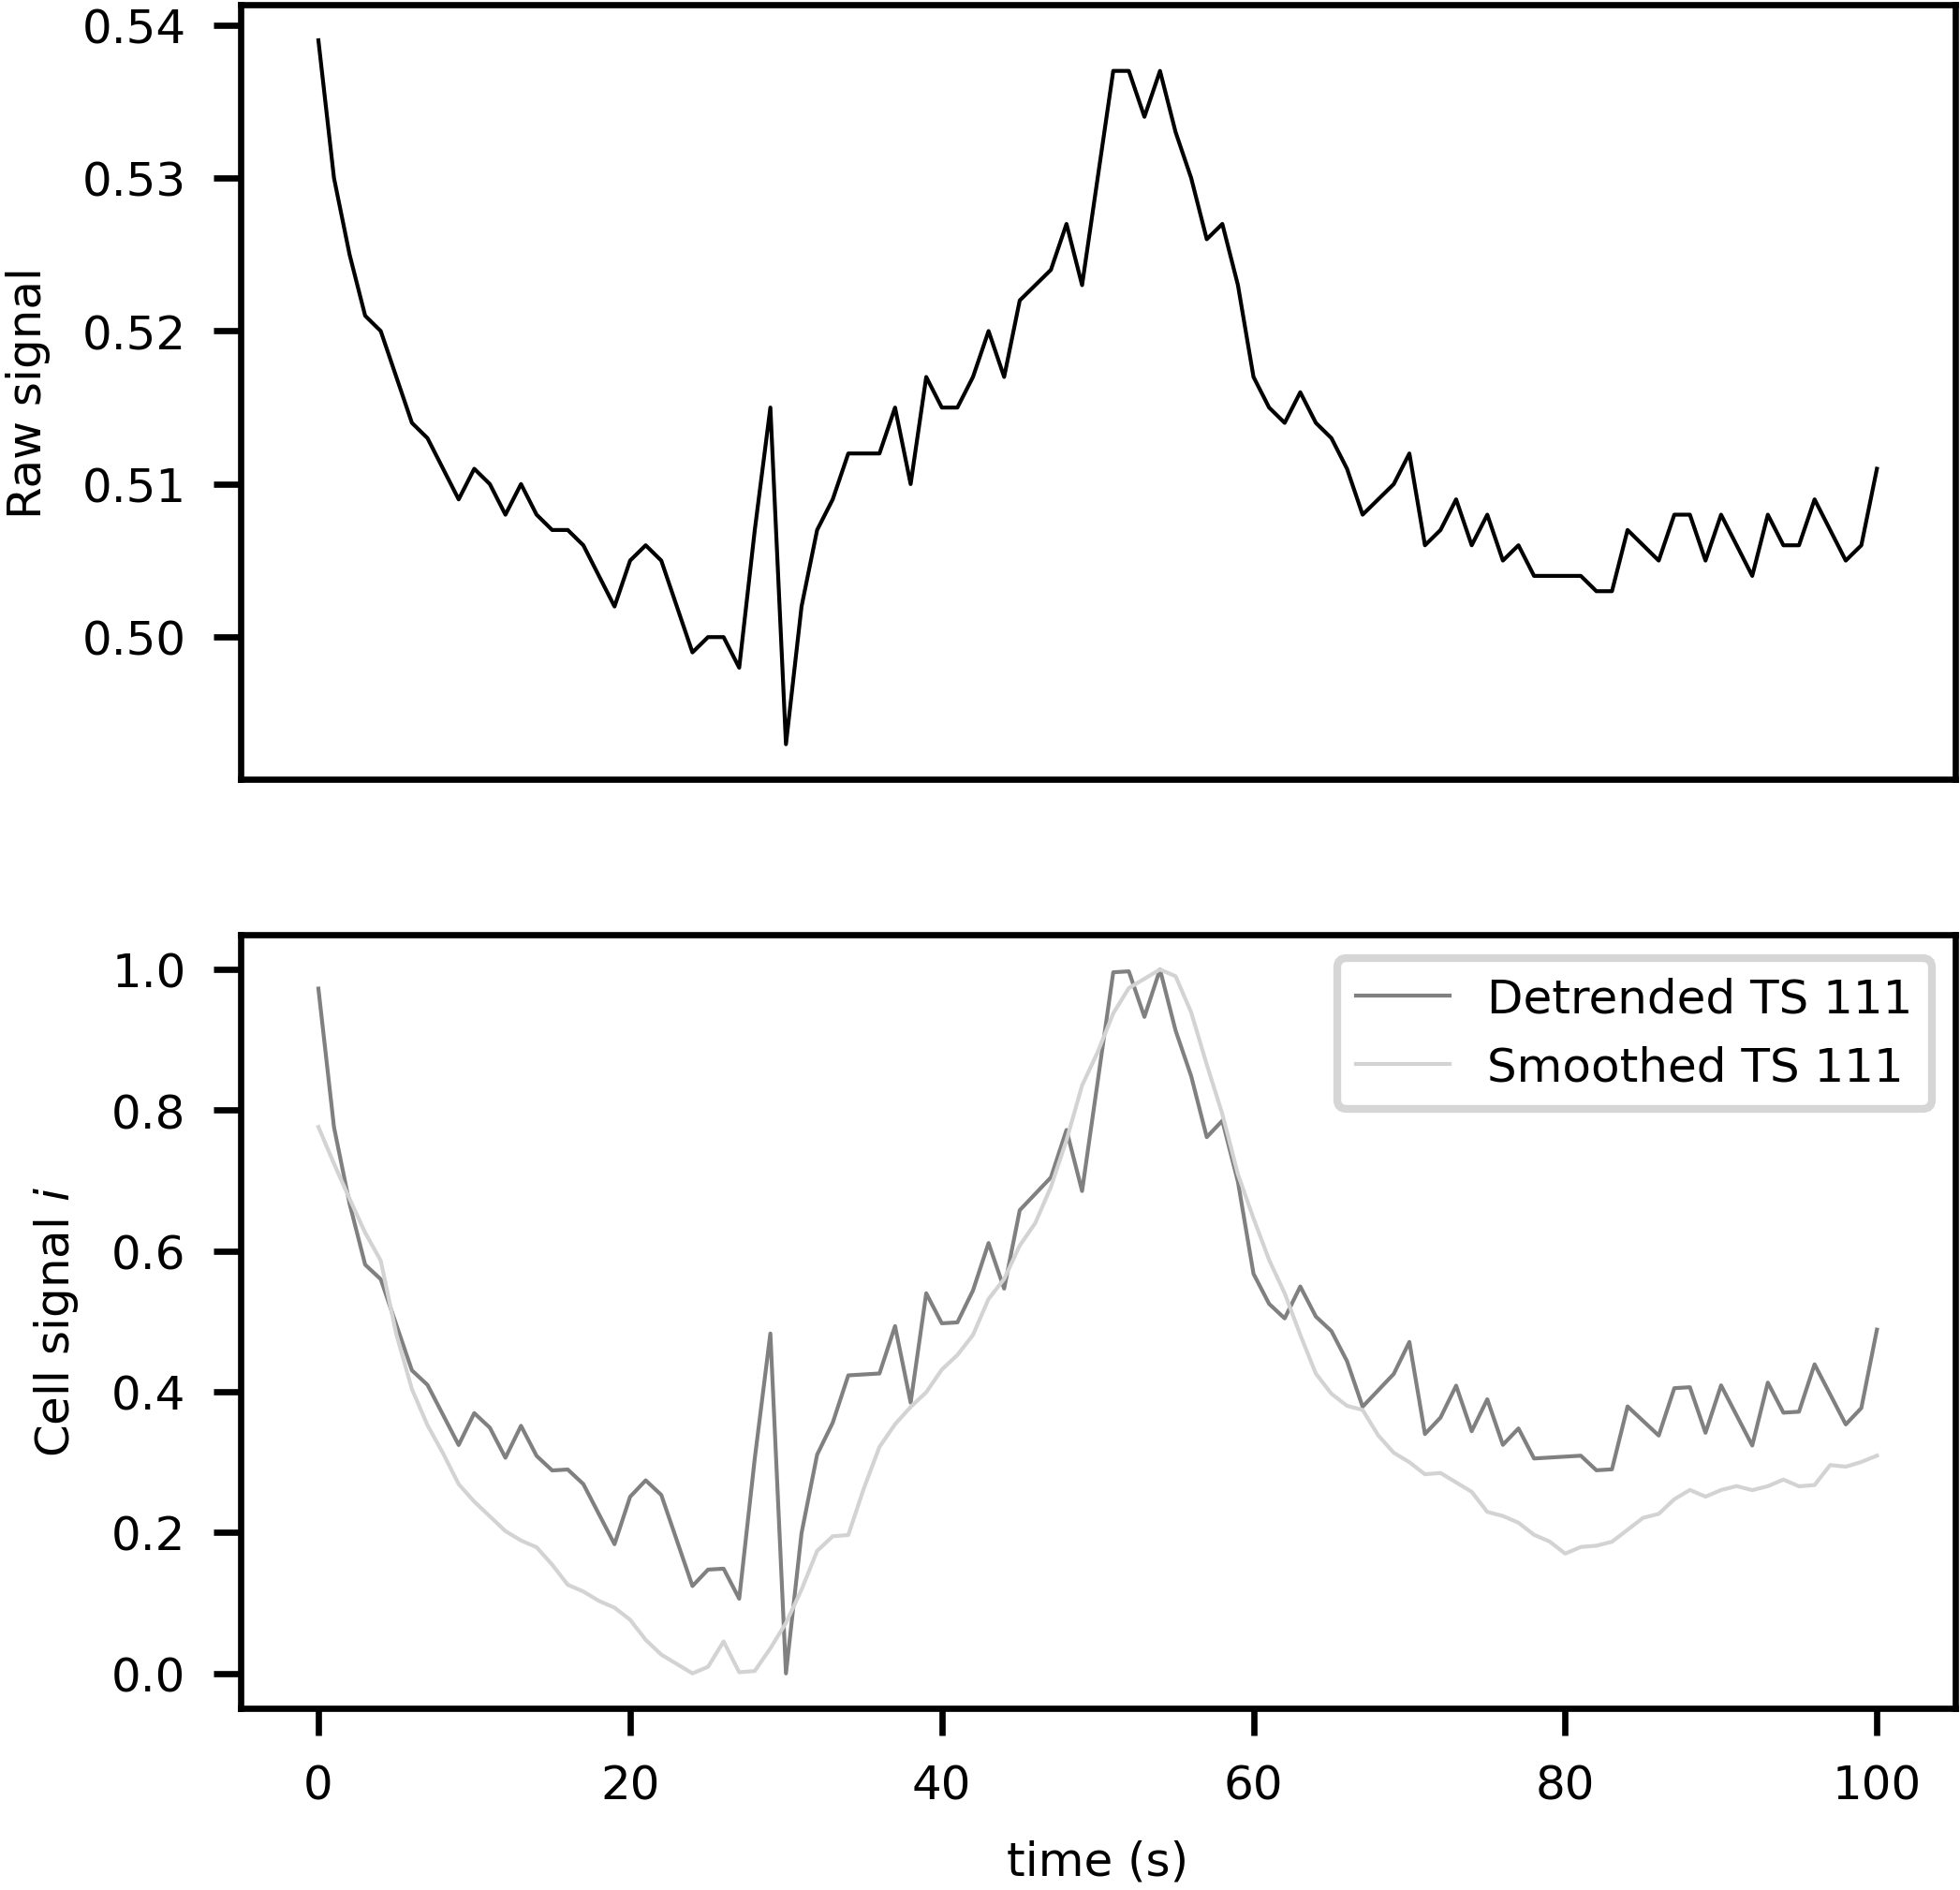 Raw signal
0.54
0.53
0.52
0.51
0.50
Cell signal i
1.0
0.8
0.6
0.4
0.2
0.0
Detrended TS 111
Smoothed TS 111
0 20 40 60 80 100
time (s)